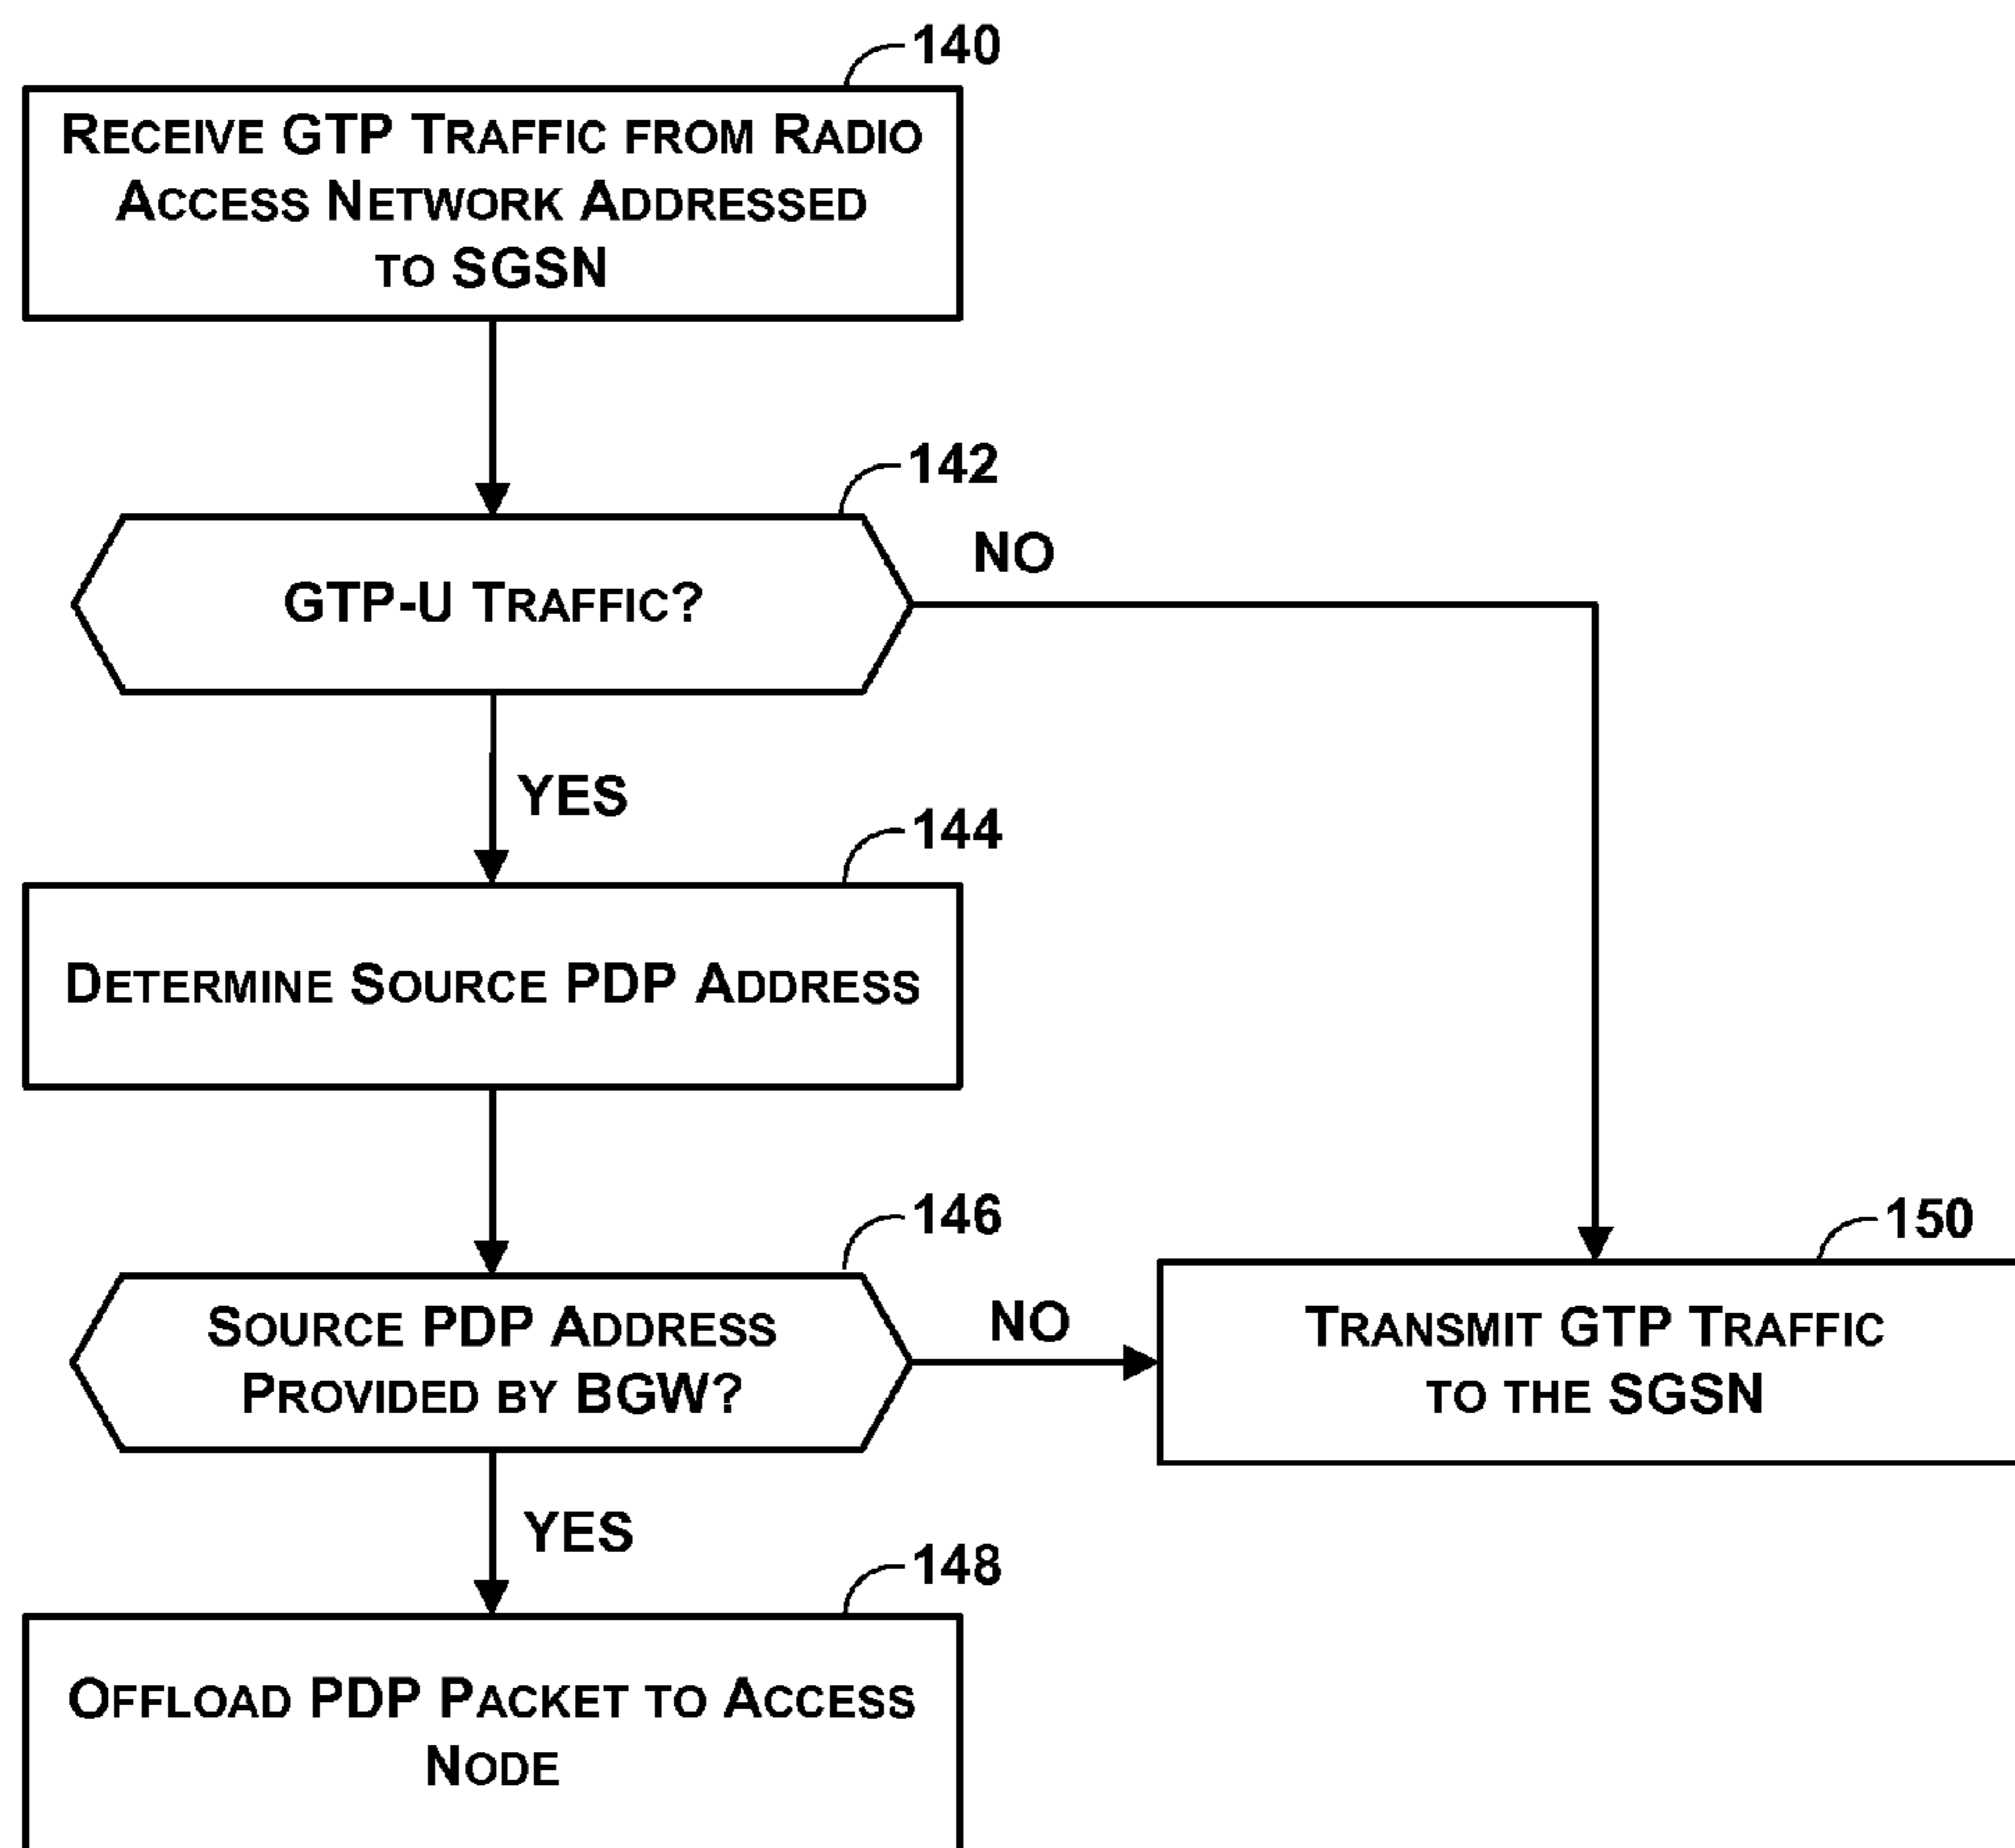 140
RECEIVE GTP TRAFFIC FROM RADIO
ACCESS NETWORK ADDRESSED
TO SGSN
142
GTP-U TRAFFIC?
NO
YES
144
DETERMINE SOURCE PDP ADDRESS
146
SOURCE PDP ADDRESS
PROVIDED BY BGW?
NO
150
TRANSMIT GTP TRAFFIC
TO THE SGSN
YES
148
OFFLOAD PDP PACKET TO ACCESS
NODE